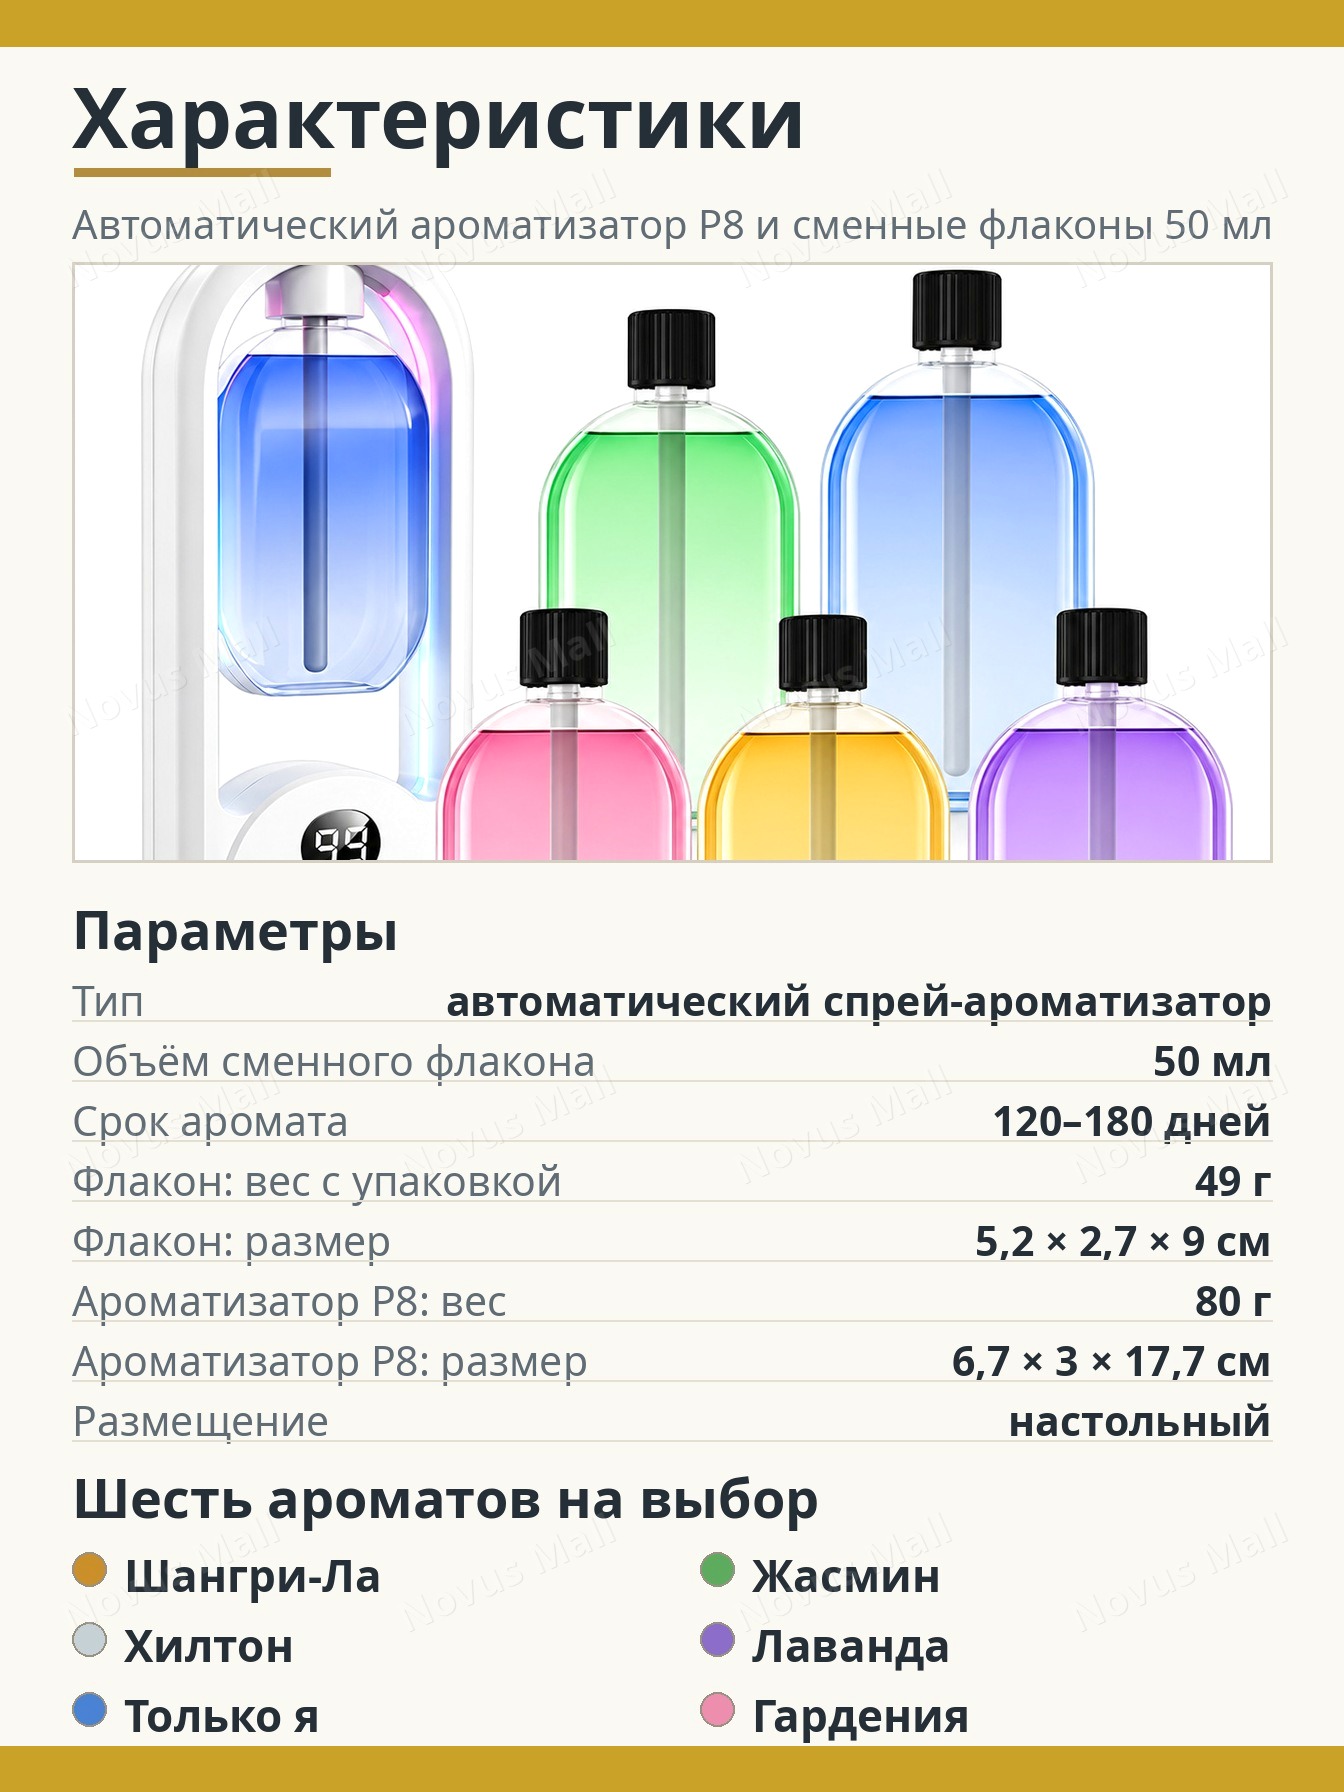 Характеристики
Автоматический ароматизатор P8 и сменные флаконы 50 мл
99
Параметры
Тип автоматический спрей-ароматизатор
Объём сменного флакона 50 мл
Срок аромата 120–180 дней
Флакон: вес с упаковкой 49 г
Флакон: размер 5,2 × 2,7 × 9 см
Ароматизатор P8: вес 80 г
Ароматизатор P8: размер 6,7 × 3 × 17,7 см
Размещение настольный
Шесть ароматов на выбор
Шангри-Ла Жасмин
Хилтон Лаванда
Только я Гардения
Novus Mall